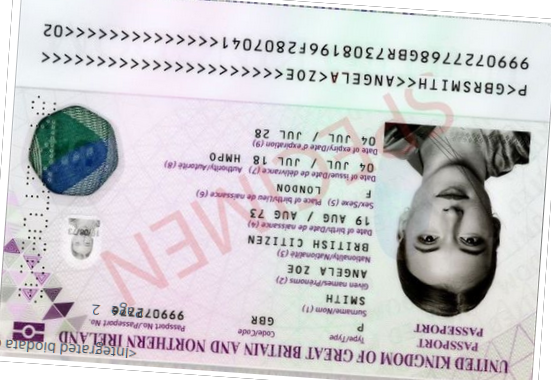 UNITED KINGDOM OF GREAT BRITAIN AND NORTHERN IRELAND
<Integrated biodata
PASSPORT
PASSEPORT
Type/Type
Code/Code
Passport No./Passeport No.
P
GBR
Page 2
Surname/Nom (1)
SMITH
Given names/Prénoms (2)
ANGELA ZOE
Nationality/Nationalité (3)
BRITISH CITIZEN
Date of birth/Date de naissance (4)
19 AUG / AUG 73
Sex/Sexe (5) Place of birth/Lieu de naissance (6)
F LONDON
Date of issue/Date de délivrance (7) Authority/Autorité (8)
04 JUL / JUL 18 HMPO
Date of expiry/Date d'expiration (9)
04 JUL / JUL 28
SPECIMEN
P<GBRSMITH<<ANGELA<ZOE<<<<<<<<<<<<<<<<<<<<<<
9990727768GBR7308196F2807041<<<<<<<<<<<<<<02